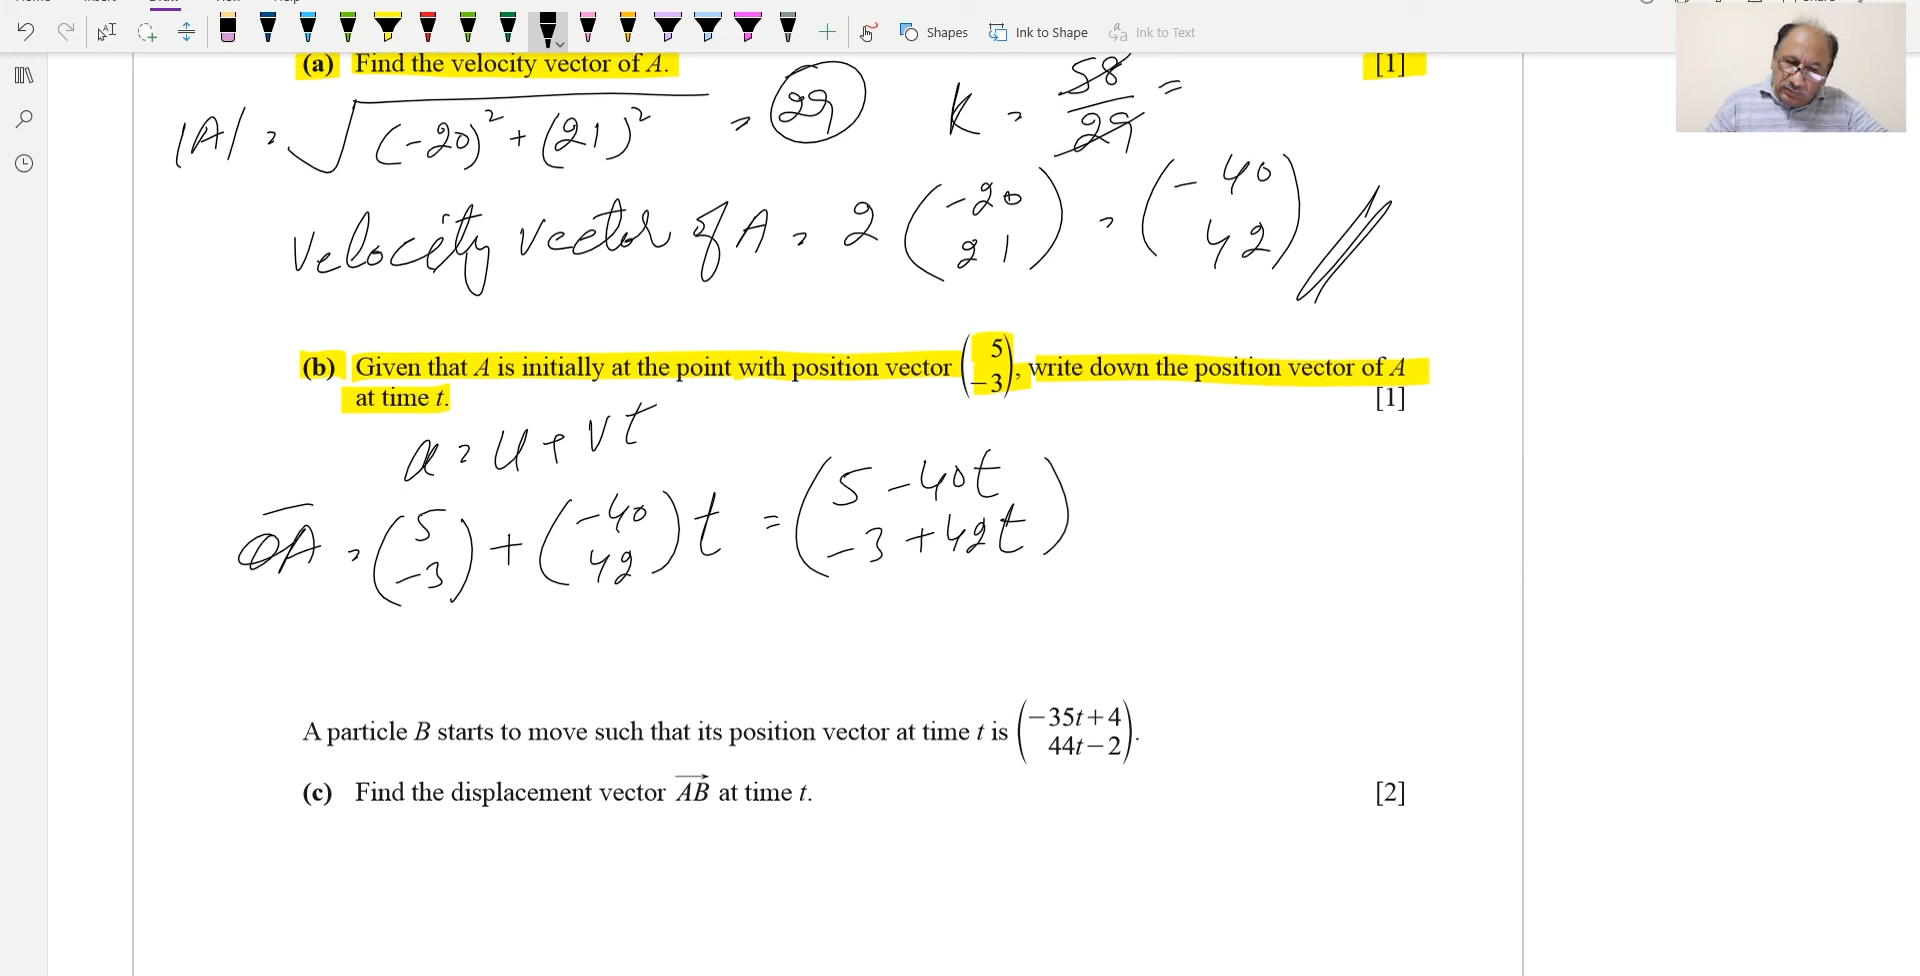 Shapes Ink to Shape Ink to Text
(a) Find the velocity vector of A. [1]
|A| = √((-20)² + (21)²) = 29 K = 58/29 =
Velocity vector of A = 2 (-20 21) = (-40 42)
(b) Given that A is initially at the point with position vector (5 −3), write down the position vector of A
at time t. [1]
a = u + vt
OA = (5 -3) + (-40 42) t = (5 - 40t -3 + 42t)
A particle B starts to move such that its position vector at time t is (−35t+4 44t−2).
(c) Find the displacement vector AB at time t. [2]